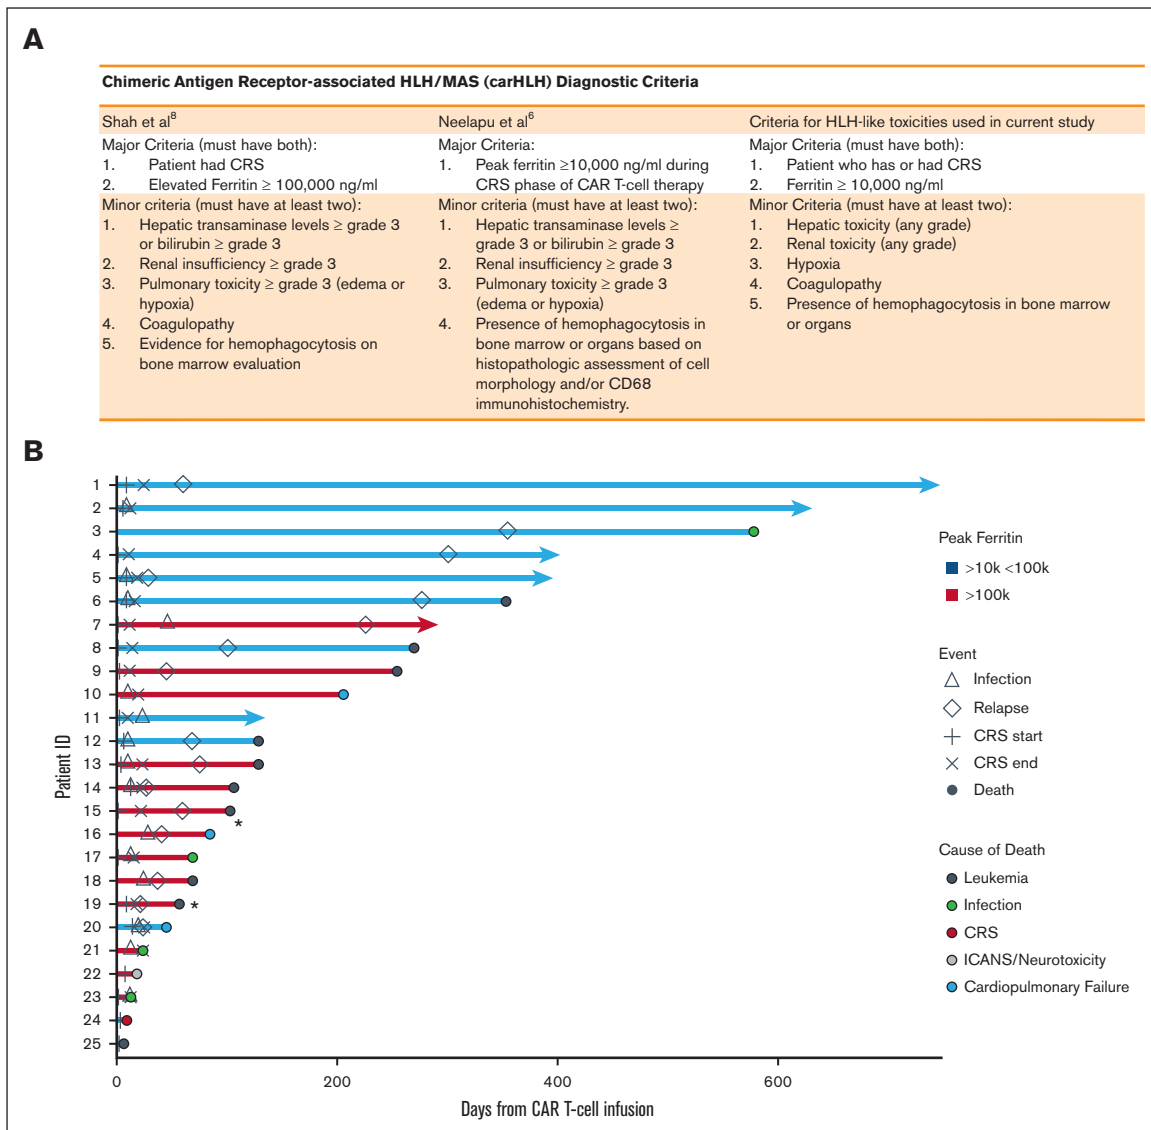 A
Chimeric Antigen Receptor-associated HLH/MAS (carHLH) Diagnostic Criteria
Shah et al8
Neelapu et al6
Criteria for HLH-like toxicities used in current study
Major Criteria (must have both):
1. Patient had CRS
2. Elevated Ferritin ≥ 100,000 ng/ml
Major Criteria:
1. Peak ferritin ≥10,000 ng/ml during
CRS phase of CAR T-cell therapy
Major Criteria (must have both):
1. Patient who has or had CRS
2. Ferritin ≥ 10,000 ng/ml
Minor criteria (must have at least two):
1. Hepatic transaminase levels ≥ grade 3
or bilirubin ≥ grade 3
2. Renal insufficiency ≥ grade 3
3. Pulmonary toxicity ≥ grade 3 (edema or
hypoxia)
4. Coagulopathy
5. Evidence for hemophagocytosis on
bone marrow evaluation
Minor criteria (must have at least two):
1. Hepatic transaminase levels ≥
grade 3 or bilirubin ≥ grade 3
2. Renal insufficiency ≥ grade 3
3. Pulmonary toxicity ≥ grade 3
(edema or hypoxia)
4. Presence of hemophagocytosis in
bone marrow or organs based on
histopathologic assessment of cell
morphology and/or CD68
immunohistochemistry.
Minor Criteria (must have at least two):
1. Hepatic toxicity (any grade)
2. Renal toxicity (any grade)
3. Hypoxia
4. Coagulopathy
5. Presence of hemophagocytosis in bone marrow
or organs
B
Patient ID
1
2
3
4
5
6
7
8
9
10
11
12
13
14
15
*
16
17
18
19 *
20
21
22
23
24
25
0 200 400 600
Days from CAR T-cell infusion
Peak Ferritin
>10k <100k
>100k
Event
Infection
Relapse
CRS start
CRS end
Death
Cause of Death
Leukemia
Infection
CRS
ICANS/Neurotoxicity
Cardiopulmonary Failure